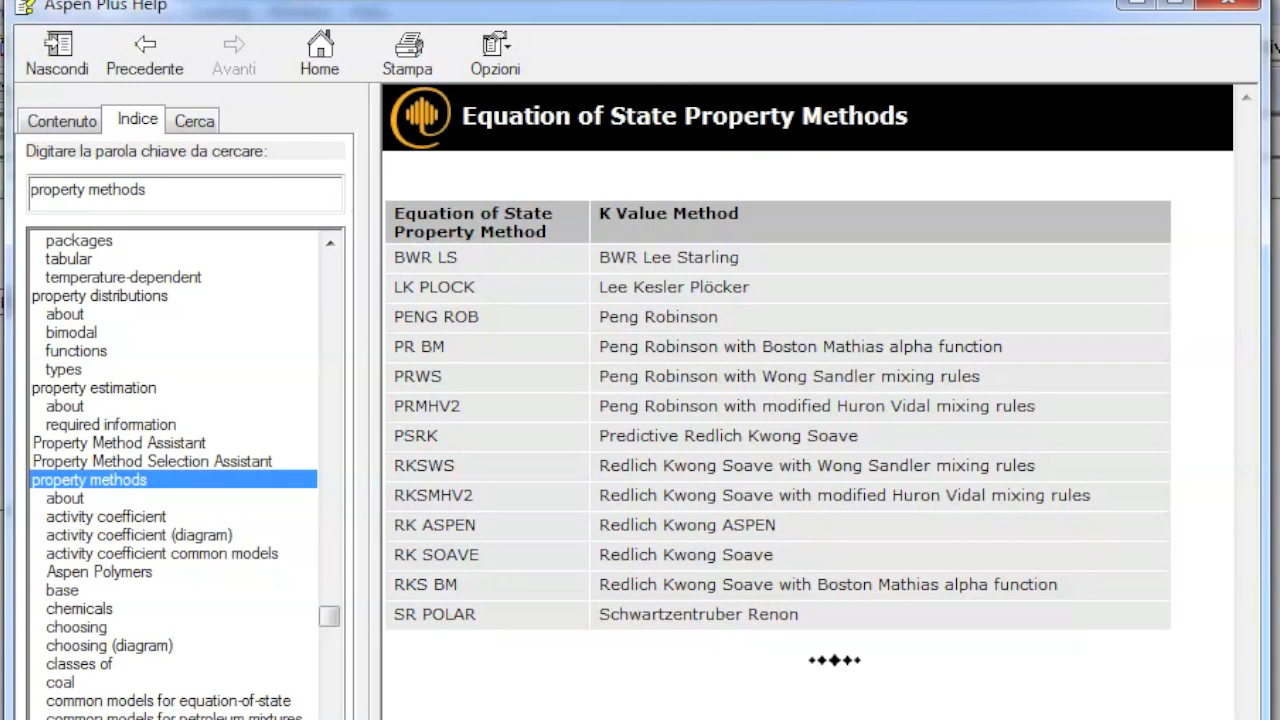 Aspen Plus Help
Nascondi Precedente Avanti Home Stampa Opzioni
Contenuto Indice Cerca
Digitare la parola chiave da cercare:
property methods
packages
tabular
temperature-dependent
property distributions
about
bimodal
functions
types
property estimation
about
required information
Property Method Assistant
Property Method Selection Assistant
property methods
about
activity coefficient
activity coefficient (diagram)
activity coefficient common models
Aspen Polymers
base
chemicals
choosing
choosing (diagram)
classes of
coal
common models for equation-of-state
common models for petroleum mixtures
Equation of State Property Methods
Equation of State Property Method K Value Method
BWR LS BWR Lee Starling
LK PLOCK Lee Kesler Plöcker
PENG ROB Peng Robinson
PR BM Peng Robinson with Boston Mathias alpha function
PRWS Peng Robinson with Wong Sandler mixing rules
PRMHV2 Peng Robinson with modified Huron Vidal mixing rules
PSRK Predictive Redlich Kwong Soave
RKSWS Redlich Kwong Soave with Wong Sandler mixing rules
RKSMHV2 Redlich Kwong Soave with modified Huron Vidal mixing rules
RK ASPEN Redlich Kwong ASPEN
RK SOAVE Redlich Kwong Soave
RKS BM Redlich Kwong Soave with Boston Mathias alpha function
SR POLAR Schwartzentruber Renon